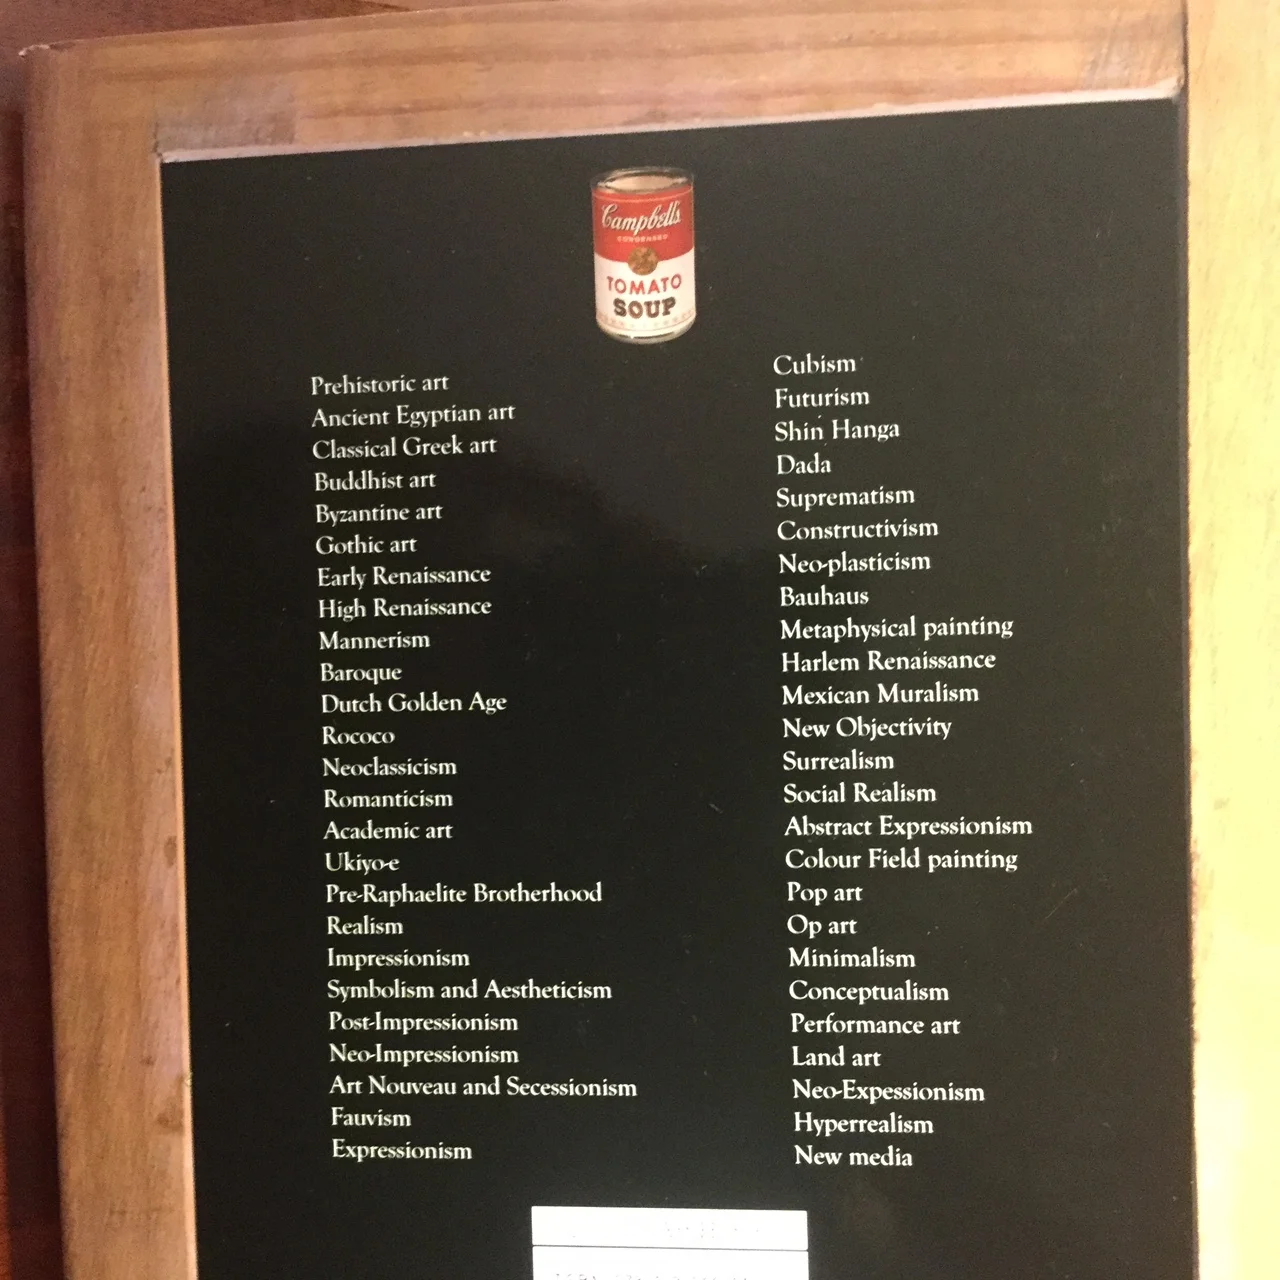 Campbell's
CONDENSED
TOMATO
SOUP
Prehistoric art
Ancient Egyptian art
Classical Greek art
Buddhist art
Byzantine art
Gothic art
Early Renaissance
High Renaissance
Mannerism
Baroque
Dutch Golden Age
Rococo
Neoclassicism
Romanticism
Academic art
Ukiyo-e
Pre-Raphaelite Brotherhood
Realism
Impressionism
Symbolism and Aestheticism
Post-Impressionism
Neo-Impressionism
Art Nouveau and Secessionism
Fauvism
Expressionism
Cubism
Futurism
Shin Hanga
Dada
Suprematism
Constructivism
Neo-plasticism
Bauhaus
Metaphysical painting
Harlem Renaissance
Mexican Muralism
New Objectivity
Surrealism
Social Realism
Abstract Expressionism
Colour Field painting
Pop art
Op art
Minimalism
Conceptualism
Performance art
Land art
Neo-Expessionism
Hyperrealism
New media